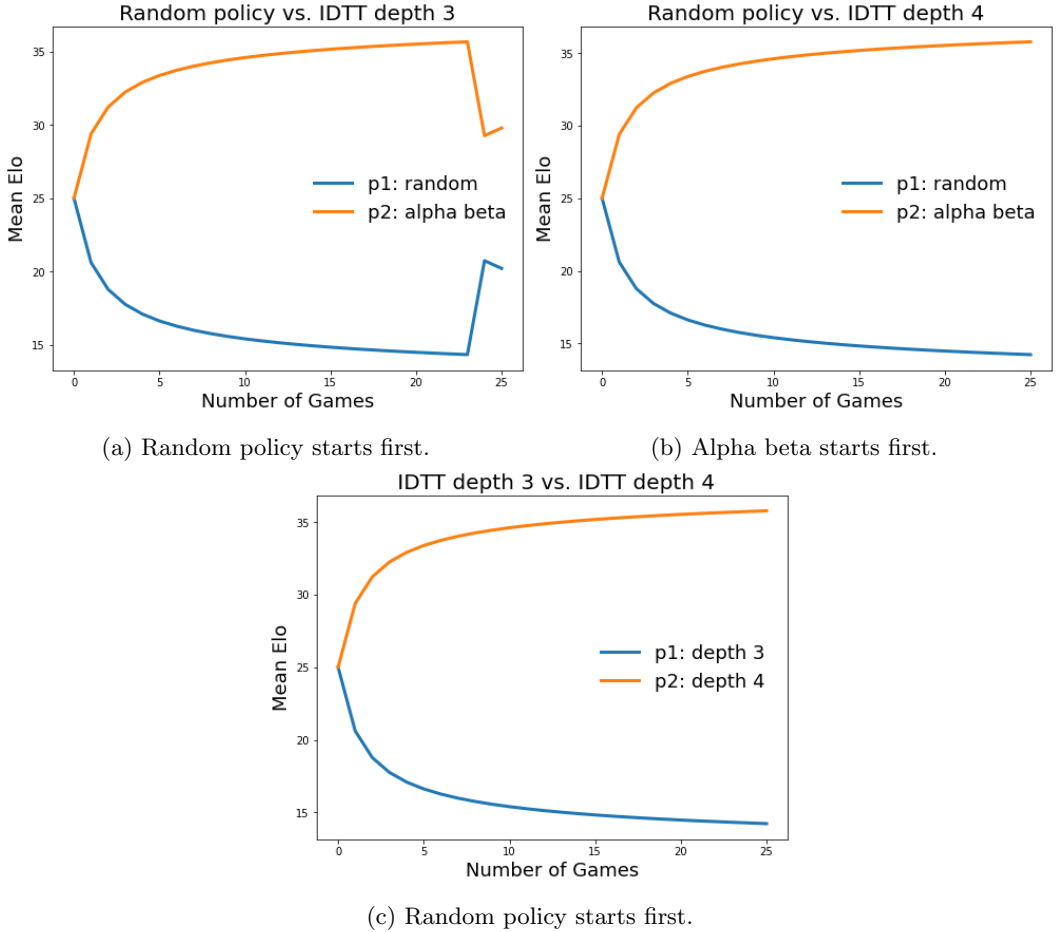 Random policy vs. IDTT depth 3
Mean Elo
35
30
25
20
15
p1: random
p2: alpha beta
0 5 10 15 20 25
Number of Games
(a) Random policy starts first.
Random policy vs. IDTT depth 4
Mean Elo
35
30
25
20
15
p1: random
p2: alpha beta
0 5 10 15 20 25
Number of Games
(b) Alpha beta starts first.
IDTT depth 3 vs. IDTT depth 4
Mean Elo
35
30
25
20
15
p1: depth 3
p2: depth 4
0 5 10 15 20 25
Number of Games
(c) Random policy starts first.